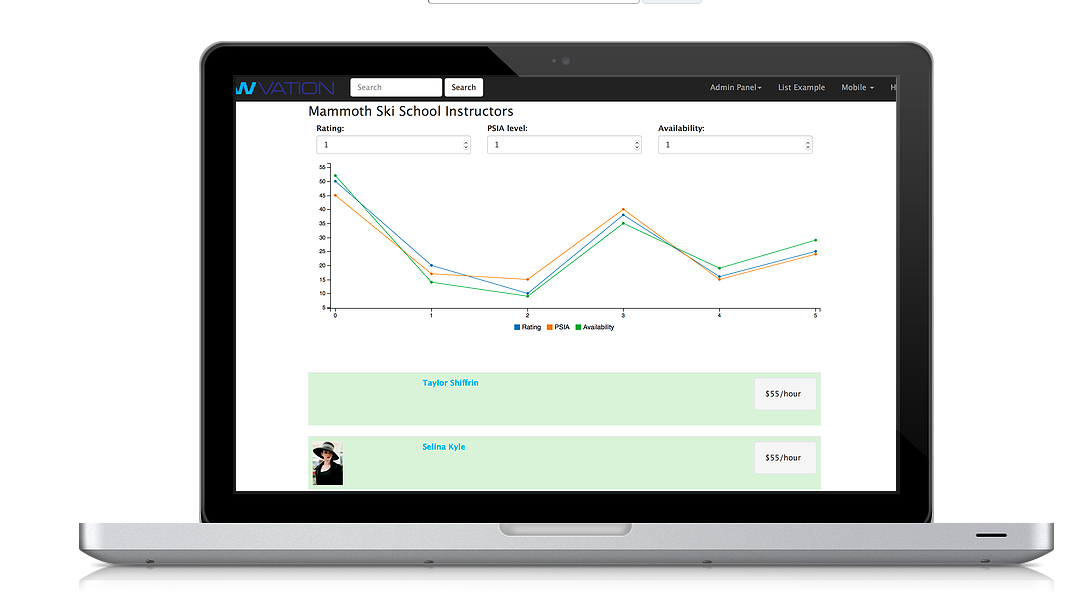 WVATION Search Search Admin Panel List Example Mobile H
Mammoth Ski School Instructors
Rating: PSIA level: Availability:
1 1 1
55
50
45
40
35
30
25
20
15
10
5
0 1 2 3 4 5
Rating PSIA Availability
Taylor Shiffrin $55/hour
Selina Kyle $55/hour